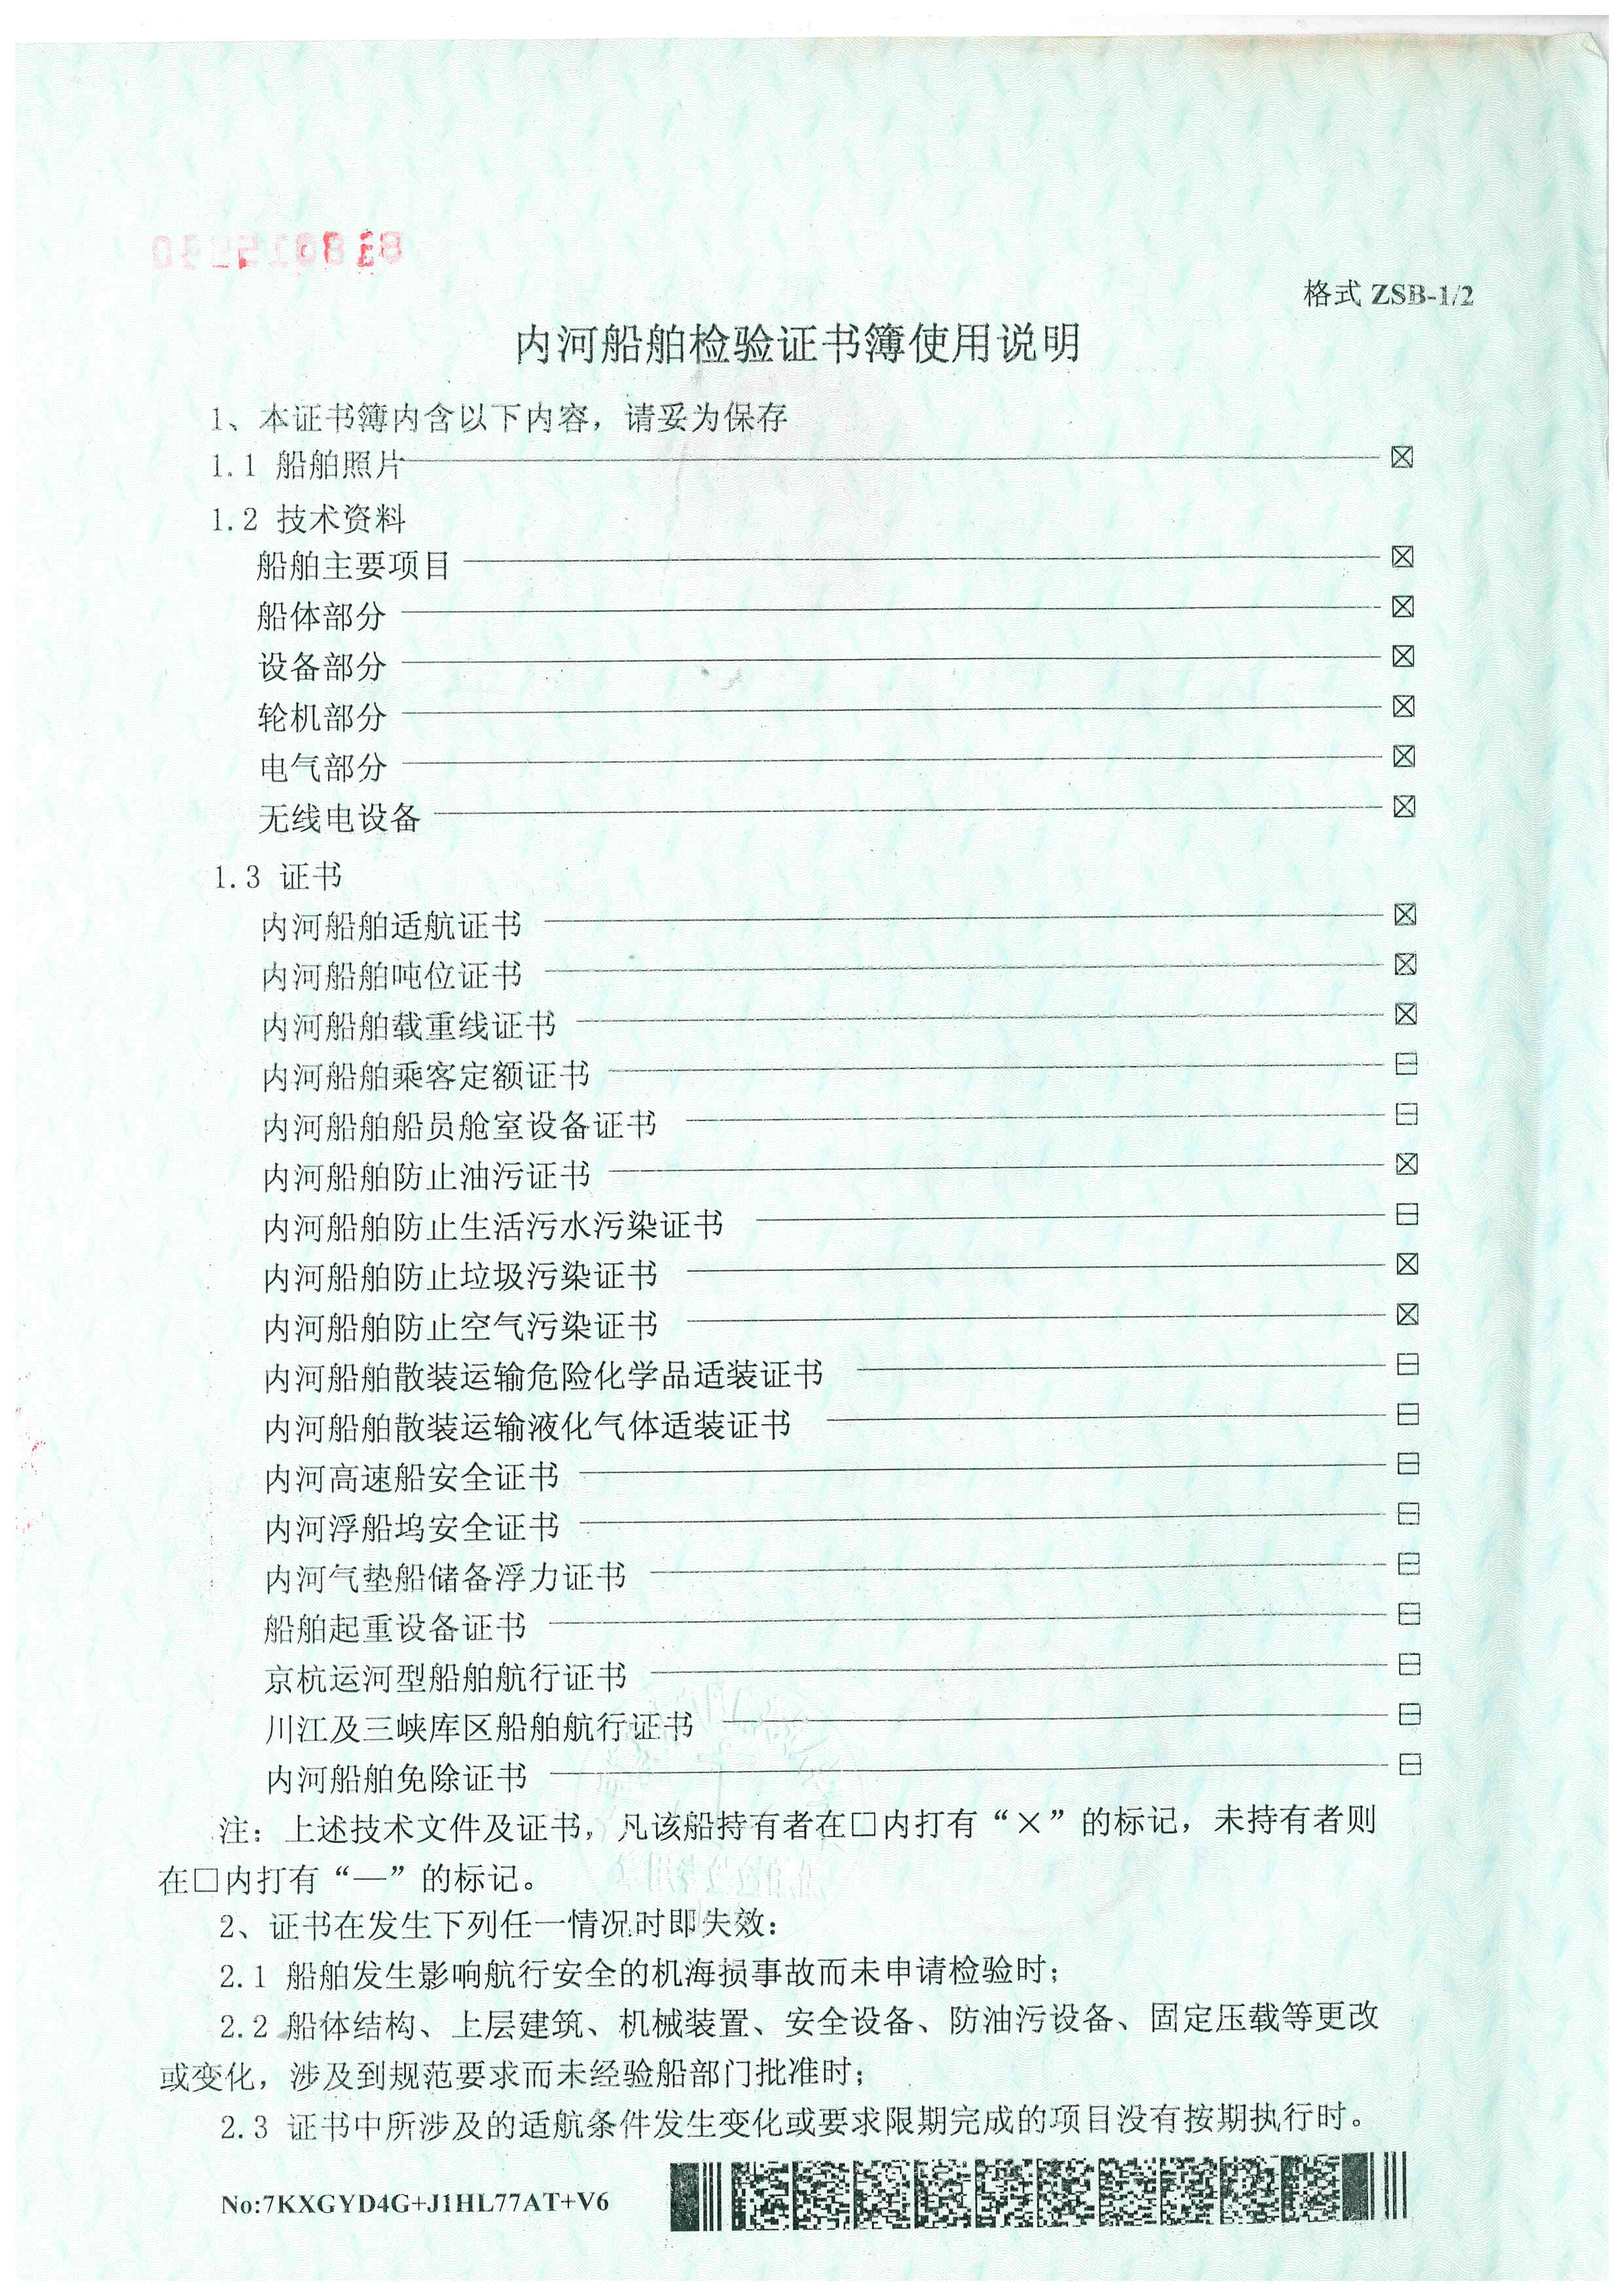 格式 ZSB-1/2
内河船舶检验证书簿使用说明
1、本证书簿内含以下内容，请妥为保存
1.1 船舶照片 ☒
1.2 技术资料
船舶主要项目 ☒
船体部分 ☒
设备部分 ☒
轮机部分 ☒
电气部分 ☒
无线电设备 ☒
1.3 证书
内河船舶适航证书 ☒
内河船舶吨位证书 ☒
内河船舶载重线证书 ☒
内河船舶乘客定额证书 ⊟
内河船舶船员舱室设备证书 ⊟
内河船舶防止油污证书 ☒
内河船舶防止生活污水污染证书 ⊟
内河船舶防止垃圾污染证书 ☒
内河船舶防止空气污染证书 ☒
内河船舶散装运输危险化学品适装证书 ⊟
内河船舶散装运输液化气体适装证书 ⊟
内河高速船安全证书 ⊟
内河浮船坞安全证书 ⊟
内河气垫船储备浮力证书 ⊟
船舶起重设备证书 ⊟
京杭运河型船舶航行证书 ⊟
川江及三峡库区船舶航行证书 ⊟
内河船舶免除证书 ⊟
注：上述技术文件及证书，凡该船持有者在□内打有“×”的标记，未持有者则
在□内打有“—”的标记。
2、证书在发生下列任一情况时即失效：
2.1 船舶发生影响航行安全的机海损事故而未申请检验时；
2.2 船体结构、上层建筑、机械装置、安全设备、防油污设备、固定压载等更改
或变化，涉及到规范要求而未经验船部门批准时；
2.3 证书中所涉及的适航条件发生变化或要求限期完成的项目没有按期执行时。
No:7KXGYD4G+J1HL77AT+V6